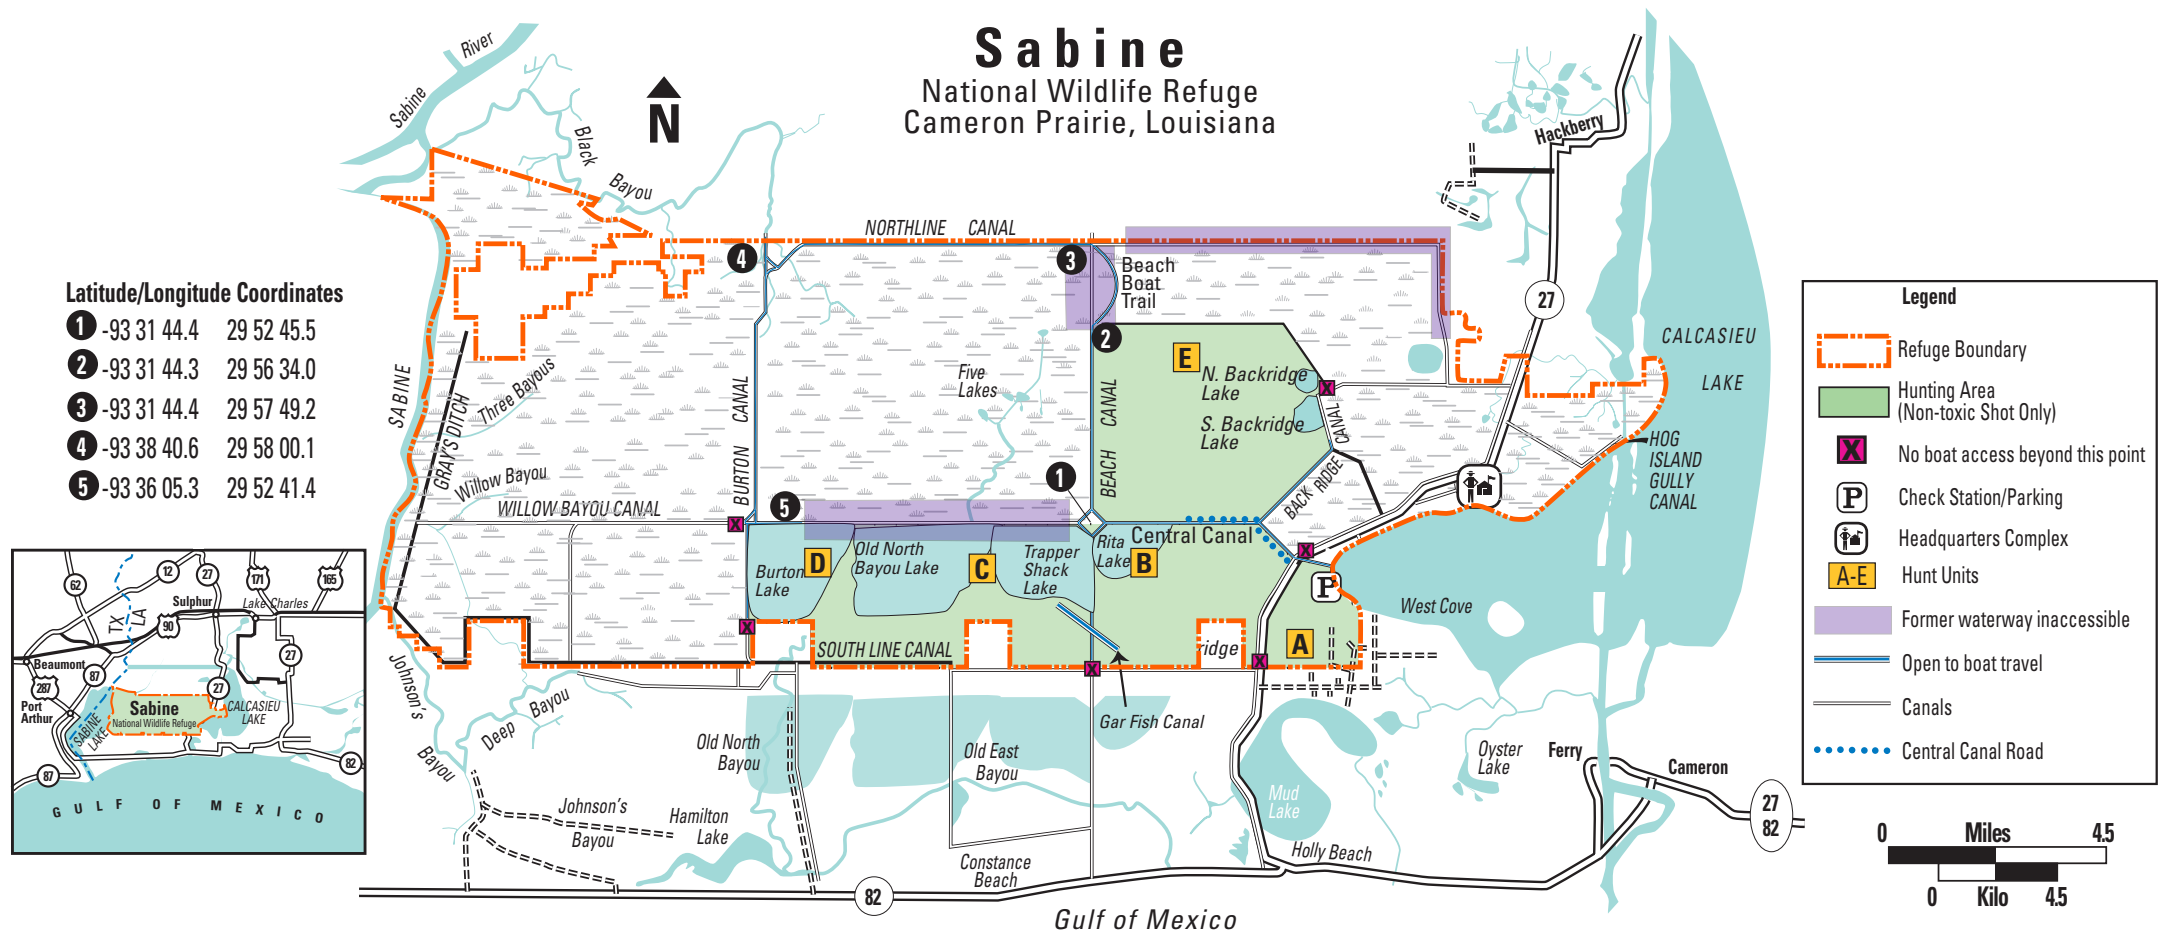 Sabine
National Wildlife Refuge
Cameron Prairie, Louisiana
N
Sabine
River
Black
Bayou
Hackberry
NORTHLINE CANAL
4
3
Beach
Boat
Trail
2
27
CALCASIEU
LAKE
Latitude/Longitude Coordinates
1 -93 31 44.4 29 52 45.5
2 -93 31 44.3 29 56 34.0
3 -93 31 44.4 29 57 49.2
4 -93 38 40.6 29 58 00.1
5 -93 36 05.3 29 52 41.4
SABINE
GRAY'S DITCH
Three Bayous
Willow Bayou
WILLOW BAYOU CANAL
BURTON CANAL
Five
Lakes
BEACH CANAL
E
N. Backridge
Lake
S. Backridge
Lake
X
BACK RIDGE CANAL
HOG
ISLAND
GULLY
CANAL
1
5
X
D
Burton
Lake
Old North
Bayou Lake
C
Trapper
Shack
Lake
Rita
Lake
B
Central Canal
X
P
West Cove
X
SOUTH LINE CANAL
ridge
A
X
X
Gar Fish Canal
Johnson's
Bayou
Deep Bayou
Old North
Bayou
Old East
Bayou
Johnson's
Bayou
Hamilton
Lake
Constance
Beach
Mud
Lake
Holly Beach
Oyster
Lake
Ferry
Cameron
27
82
82
Gulf of Mexico
62
12
27
171
165
Sulphur
Lake Charles
TX
LA
90
Beaumont
87
287
27
27
Port
Arthur
Sabine
National Wildlife Refuge
CALCASIEU
LAKE
SABINE
LAKE
87
82
GULF OF MEXICO
Legend
Refuge Boundary
Hunting Area
(Non-toxic Shot Only)
X No boat access beyond this point
P Check Station/Parking
Headquarters Complex
A-E Hunt Units
Former waterway inaccessible
Open to boat travel
Canals
Central Canal Road
0 Miles 4.5
0 Kilo 4.5